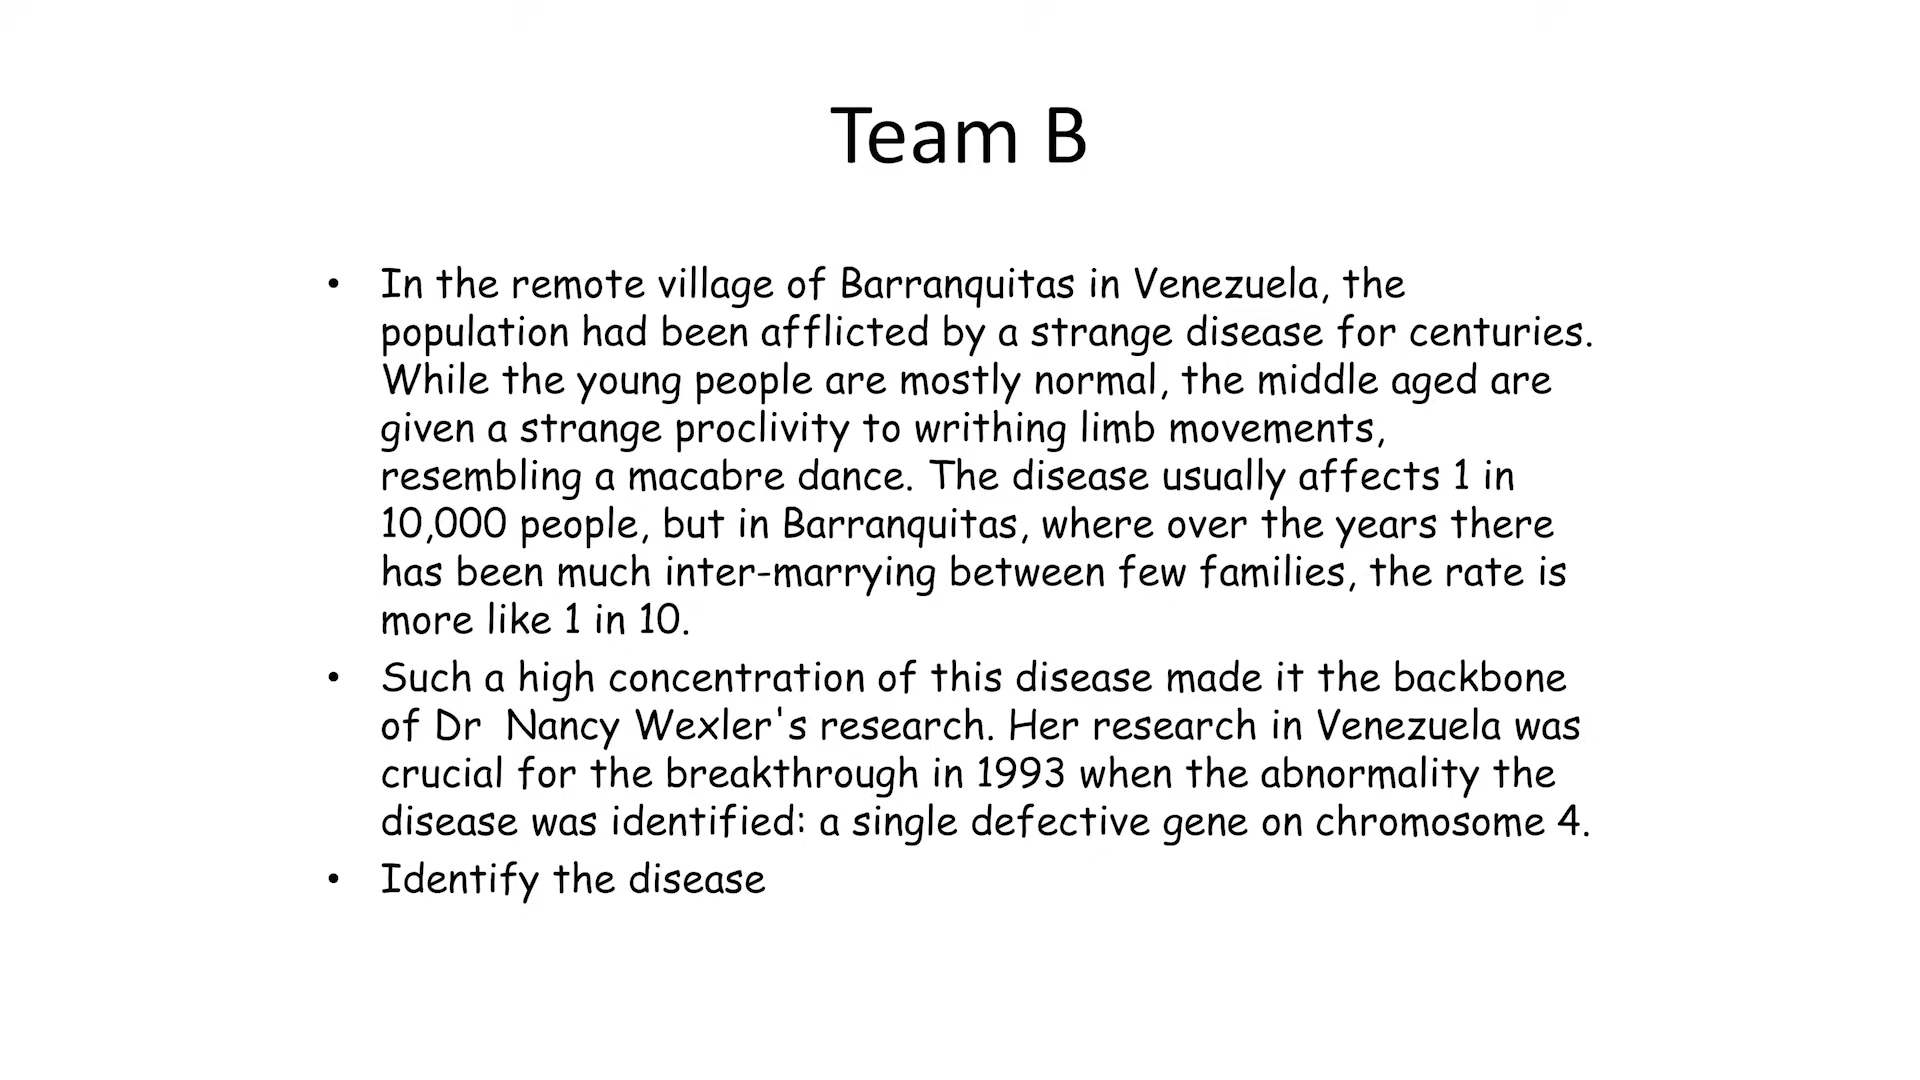 Team B
• In the remote village of Barranquitas in Venezuela, the
population had been afflicted by a strange disease for centuries.
While the young people are mostly normal, the middle aged are
given a strange proclivity to writhing limb movements,
resembling a macabre dance. The disease usually affects 1 in
10,000 people, but in Barranquitas, where over the years there
has been much inter-marrying between few families, the rate is
more like 1 in 10.
• Such a high concentration of this disease made it the backbone
of Dr  Nancy Wexler's research. Her research in Venezuela was
crucial for the breakthrough in 1993 when the abnormality the
disease was identified: a single defective gene on chromosome 4.
• Identify the disease